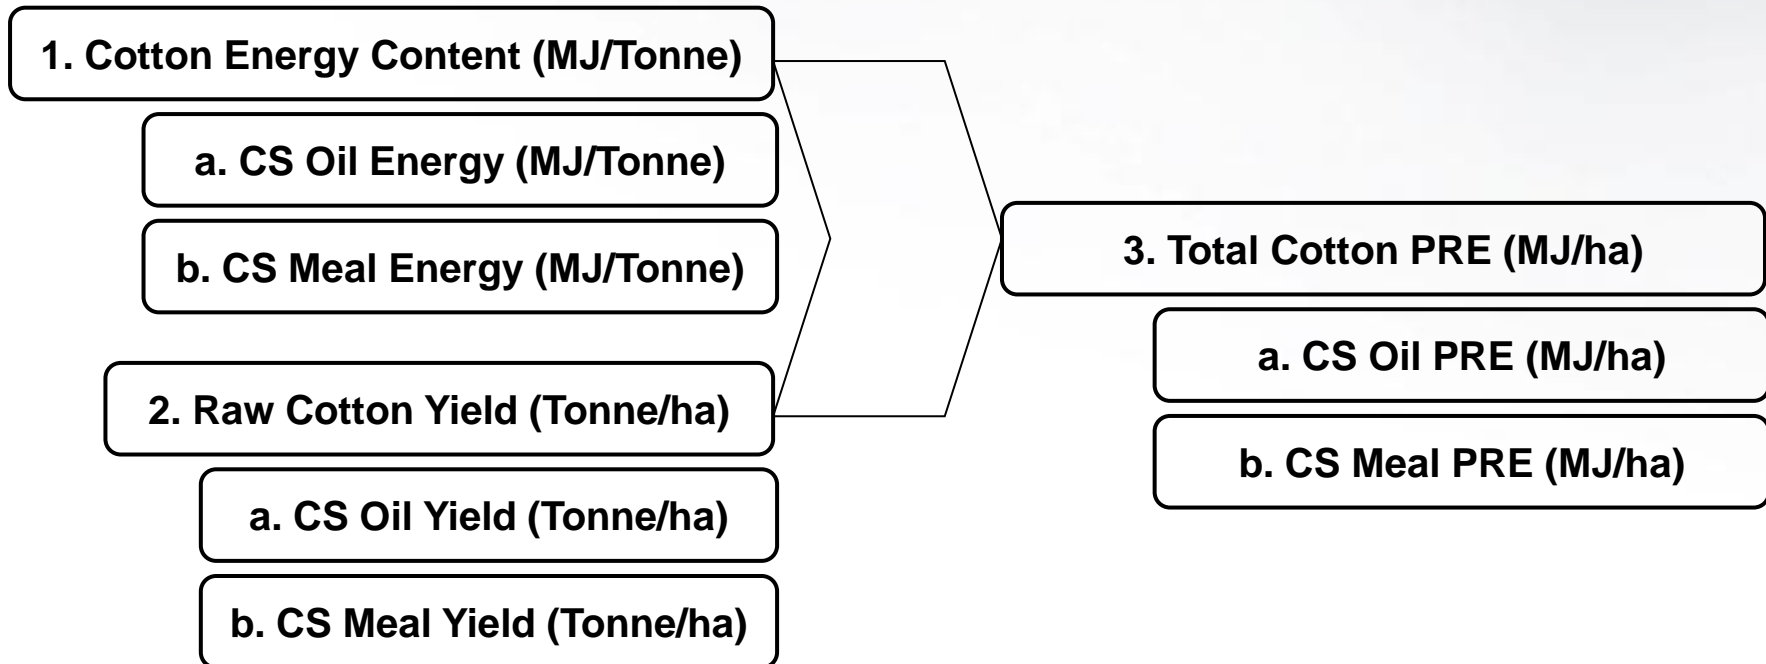 1. Cotton Energy Content (MJ/Tonne)
a. CS Oil Energy (MJ/Tonne)
b. CS Meal Energy (MJ/Tonne)
2. Raw Cotton Yield (Tonne/ha)
a. CS Oil Yield (Tonne/ha)
b. CS Meal Yield (Tonne/ha)
3. Total Cotton PRE (MJ/ha)
a. CS Oil PRE (MJ/ha)
b. CS Meal PRE (MJ/ha)